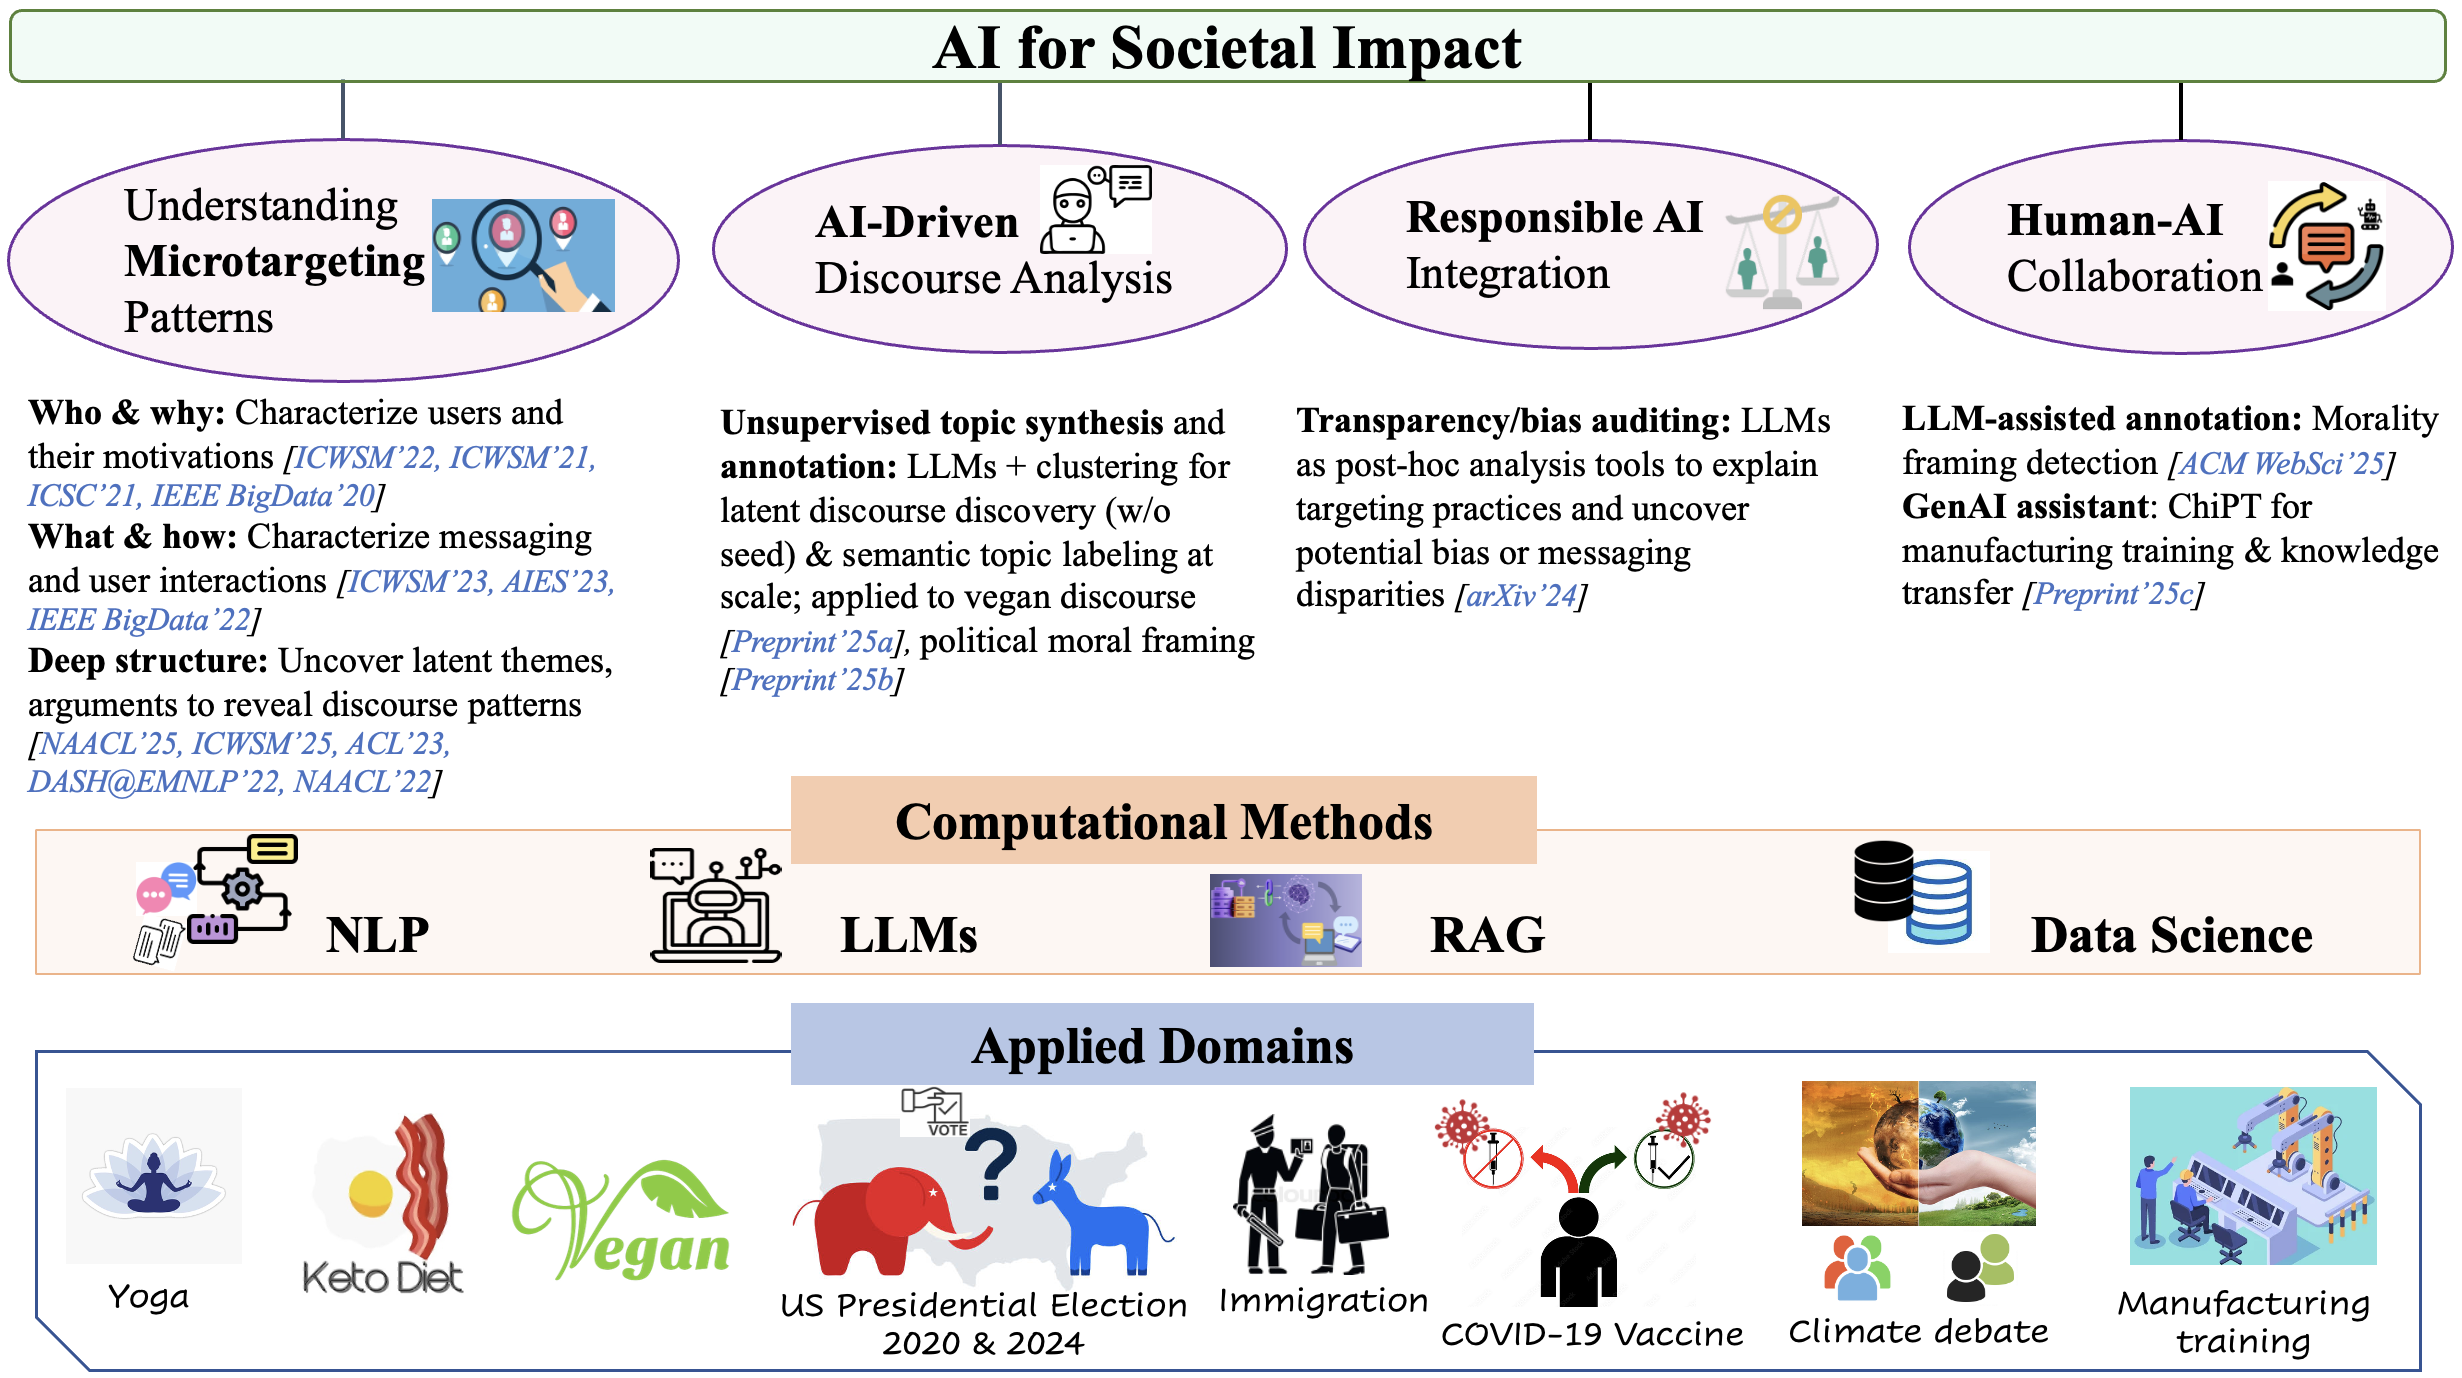 AI for Societal Impact
Understanding
Microtargeting
Patterns
AI-Driven
Discourse Analysis
Responsible AI
Integration
Human-AI
Collaboration
Who & why: Characterize users and
their motivations [ICWSM’22, ICWSM’21,
ICSC’21, IEEE BigData’20]
What & how: Characterize messaging
and user interactions [ICWSM’23, AIES’23,
IEEE BigData’22]
Deep structure: Uncover latent themes,
arguments to reveal discourse patterns
[NAACL’25, ICWSM’25, ACL’23,
DASH@EMNLP’22, NAACL’22]
Unsupervised topic synthesis and
annotation: LLMs + clustering for
latent discourse discovery (w/o
seed) & semantic topic labeling at
scale; applied to vegan discourse
[Preprint’25a], political moral framing
[Preprint’25b]
Transparency/bias auditing: LLMs
as post-hoc analysis tools to explain
targeting practices and uncover
potential bias or messaging
disparities [arXiv’24]
LLM-assisted annotation: Morality
framing detection [ACM WebSci’25]
GenAI assistant: ChiPT for
manufacturing training & knowledge
transfer [Preprint’25c]
Computational Methods
NLP
LLMs
RAG
Data Science
Applied Domains
Yoga
Keto Diet
Vegan
VOTE
?
US Presidential Election
2020 & 2024
Immigration
COVID-19 Vaccine
Climate debate
Manufacturing
training